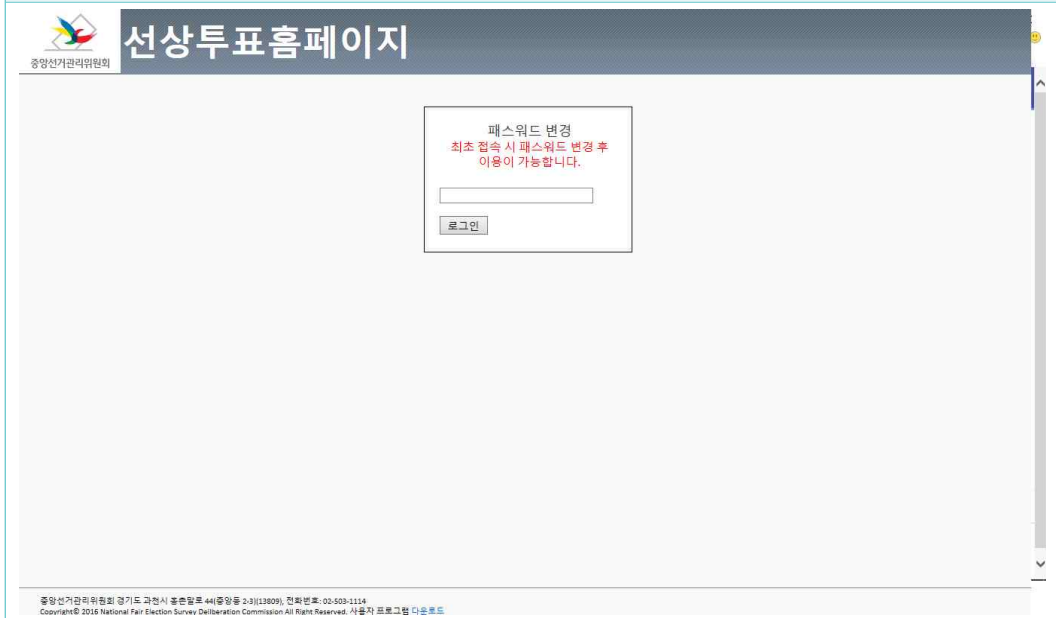 중앙선거관리위원회
선상투표홈페이지
패스워드 변경
최초 접속 시 패스워드 변경 후
이용이 가능합니다.
로그인
중앙선거관리위원회 경기도 과천시 홍촌말로 44(중앙동 2-3)(13809), 전화번호: 02-503-1114
Copyright© 2016 National Fair Election Survey Deliberation Commission All Right Reserved. 사용자 프로그램 다운로드